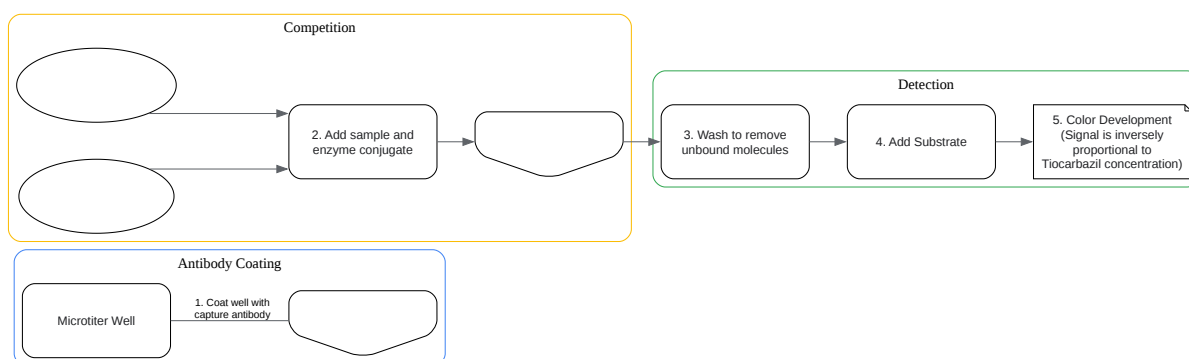 Competition
2. Add sample and
enzyme conjugate
Detection
3. Wash to remove
unbound molecules
4. Add Substrate
5. Color Development
(Signal is inversely
proportional to
Tiocarbazil concentration)
Antibody Coating
Microtiter Well
1. Coat well with
capture antibody